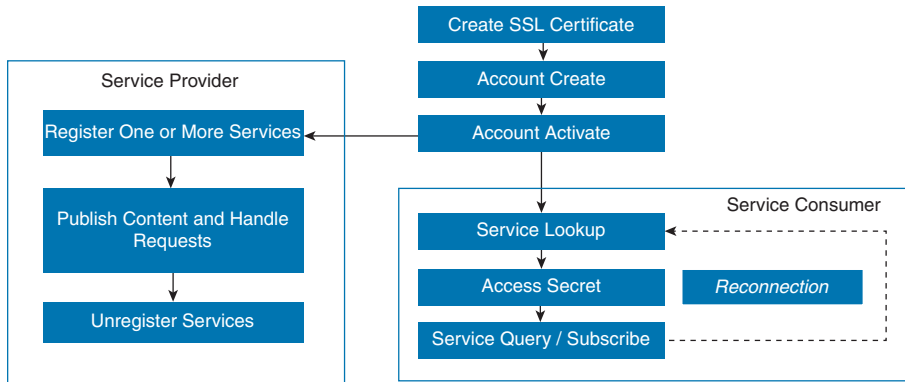 Create SSL Certificate
Account Create
Account Activate
Service Provider
Register One or More Services
Publish Content and Handle
Requests
Unregister Services
Service Consumer
Service Lookup
Access Secret
Reconnection
Service Query / Subscribe